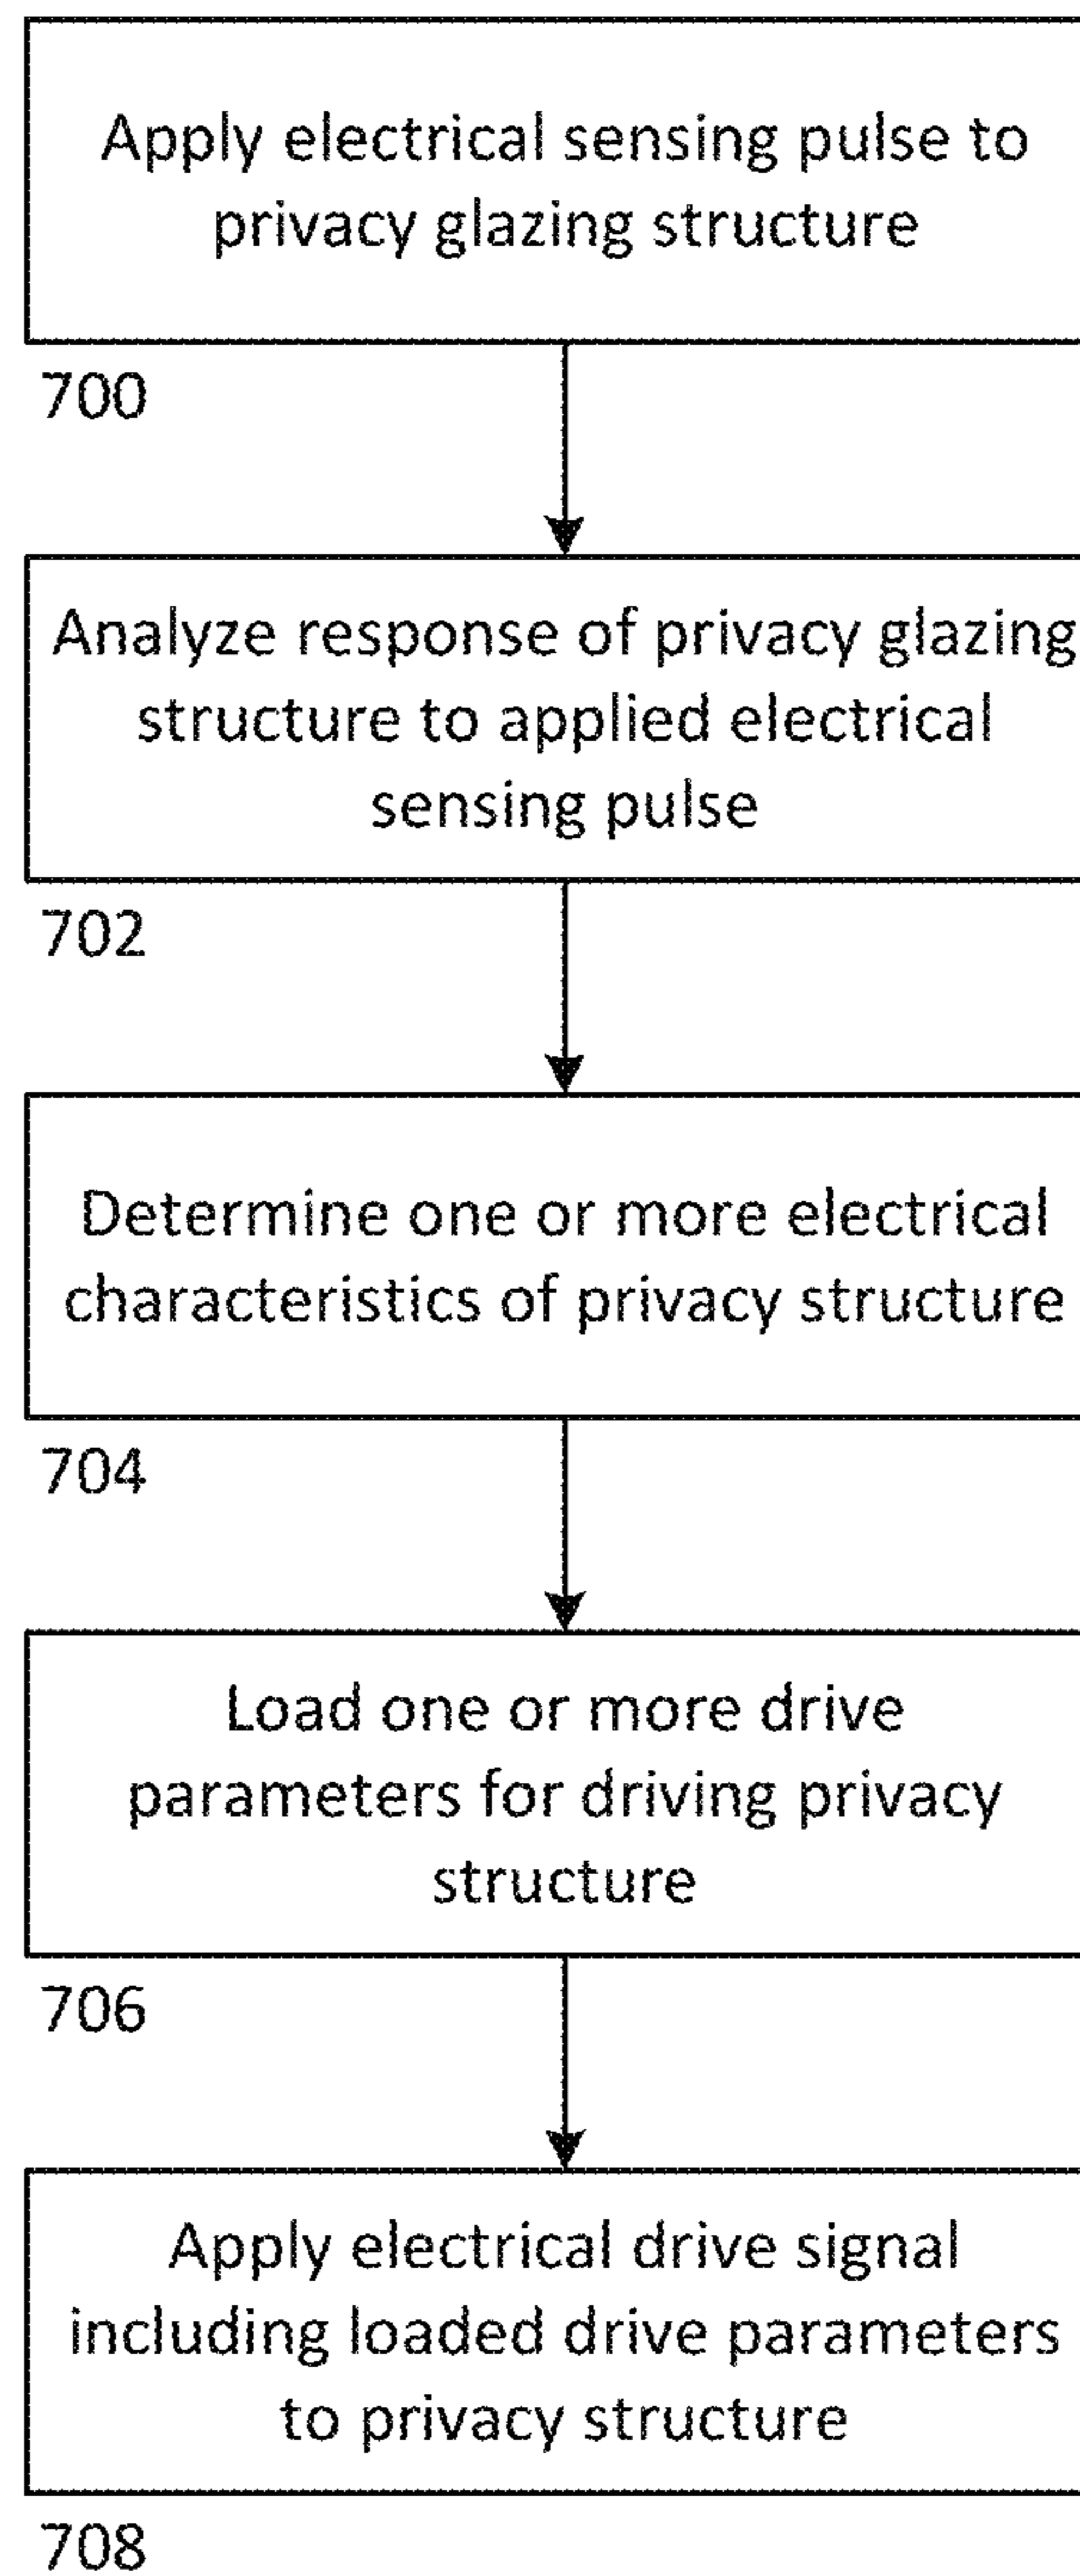 Apply electrical sensing pulse to
privacy glazing structure
700
Analyze response of privacy glazing
structure to applied electrical
sensing pulse
702
Determine one or more electrical
characteristics of privacy structure
704
Load one or more drive
parameters for driving privacy
structure
706
Apply electrical drive signal
including loaded drive parameters
to privacy structure
708